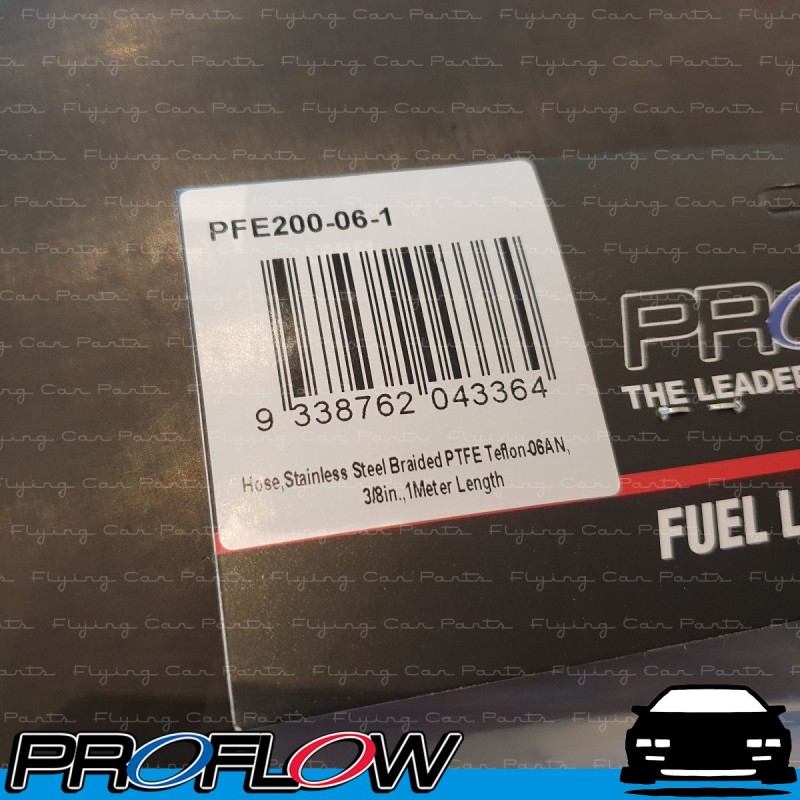 PFE200-06-1
9 338762 043364
Hose,Stainless Steel Braided PTFE Teflon-06AN,
3/8in.,1Meter Length
THE LEADER
FUEL L
PROFLOW
Flying Car Parts